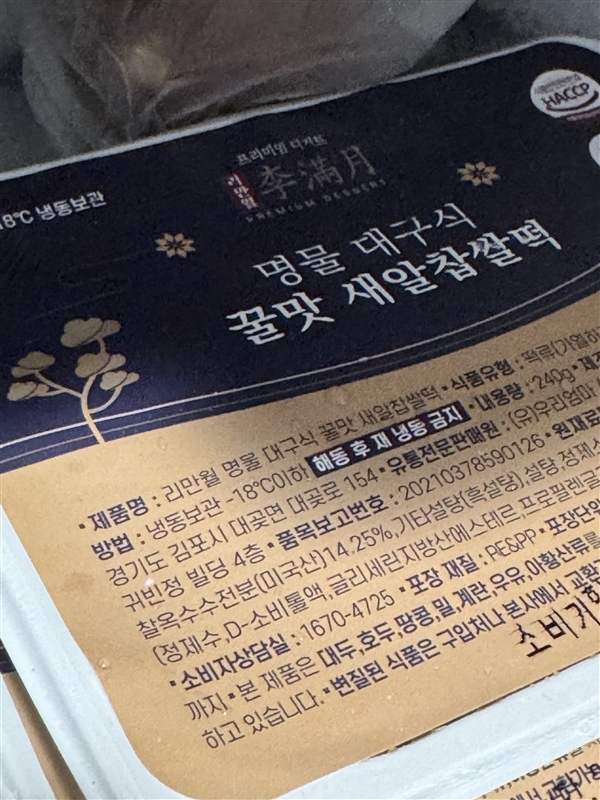 HACCP
18℃ 냉동보관
프리미엄 디저트
리만월 李滿月
PREMIUM DESSERT
명물 대구식
꿀맛 새알찹쌀떡
• 제품명 : 리만월 명물 대구식 꿀맛 새알찹쌀떡 • 식품유형 : 떡류(가열하
방법 : 냉동보관 -18℃이하 해동 후 재 냉동 금지 • 내용량 : 240g • 제조
경기도 김포시 대곶면 대곶로 154 • 유통전문판매원 : (유)우리엄마
귀빈정 빌딩 4층 • 품목보고번호 : 20210378590126 • 원재료
찰옥수수전분(미국산)14.25%,기타설탕(흑설탕),설탕,정제소
(정제수,D-소비톨액,글리세린지방산에스테르,프로필렌글
• 소비자상담실 : 1670-4725 • 포장 재질 : PE&PP • 포장단위
까지 • 본 제품은 대두,호두,땅콩,밀,계란,우유,아황산류를
하고 있습니다. • 변질된 식품은 구입처나 본사에서 교환
소비기한